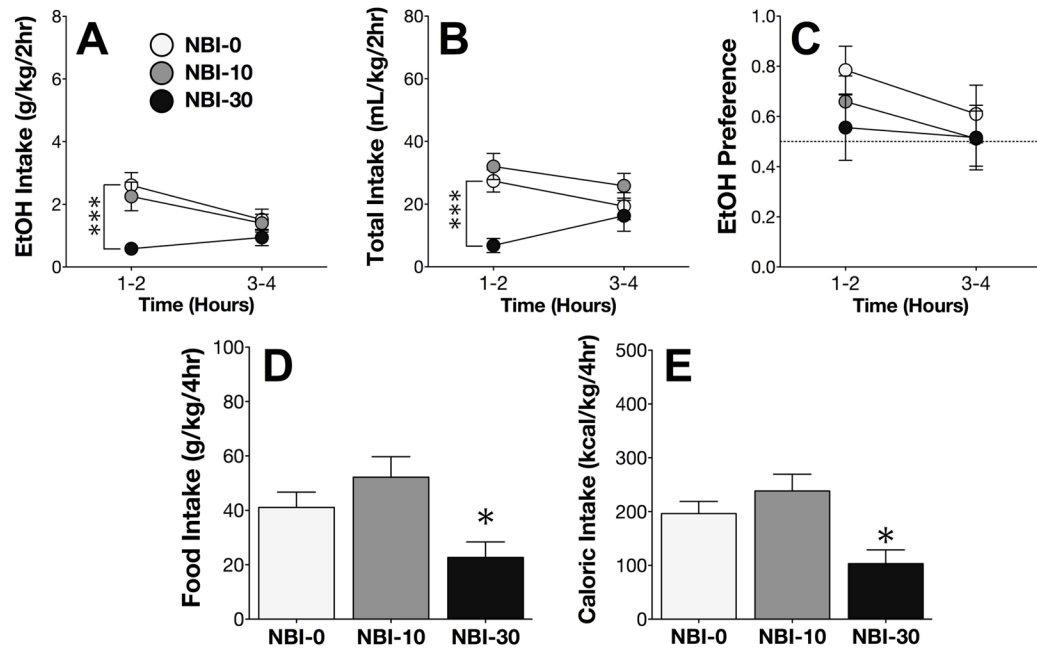 A
EtOH Intake (g/kg/2hr)
8
6
4
2
0
NBI-0
NBI-10
NBI-30
***
1-2
3-4
Time (Hours)
B
Total Intake (mL/kg/2hr)
80
60
40
20
0
***
1-2
3-4
Time (Hours)
C
EtOH Preference
1.0
0.8
0.6
0.4
0.2
0.0
1-2
3-4
Time (Hours)
D
Food Intake (g/kg/4hr)
100
80
60
40
20
0
*
NBI-0
NBI-10
NBI-30
E
Caloric Intake (kcal/kg/4hr)
500
400
300
200
100
0
*
NBI-0
NBI-10
NBI-30